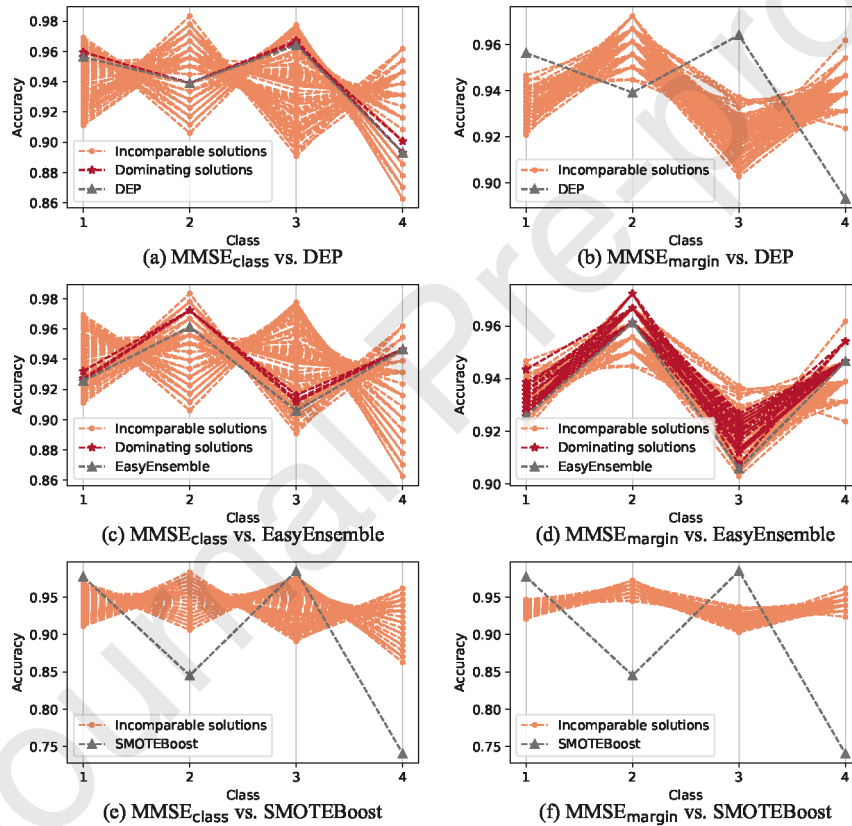 0.98
0.96
0.94
0.92
0.90
0.88
0.86
Accuracy
Incomparable solutions
Dominating solutions
DEP
1 2 3 4
Class
(a) MMSEclass vs. DEP
0.96
0.94
0.92
0.90
Accuracy
Incomparable solutions
DEP
1 2 3 4
Class
(b) MMSEmargin vs. DEP
0.98
0.96
0.94
0.92
0.90
0.88
0.86
Accuracy
Incomparable solutions
Dominating solutions
EasyEnsemble
1 2 3 4
Class
(c) MMSEclass vs. EasyEnsemble
0.96
0.94
0.92
0.90
Accuracy
Incomparable solutions
Dominating solutions
EasyEnsemble
1 2 3 4
Class
(d) MMSEmargin vs. EasyEnsemble
0.95
0.90
0.85
0.80
0.75
Accuracy
Incomparable solutions
SMOTEBoost
1 2 3 4
Class
(e) MMSEclass vs. SMOTEBoost
0.95
0.90
0.85
0.80
0.75
Accuracy
Incomparable solutions
SMOTEBoost
1 2 3 4
Class
(f) MMSEmargin vs. SMOTEBoost
ournal Pre-pro